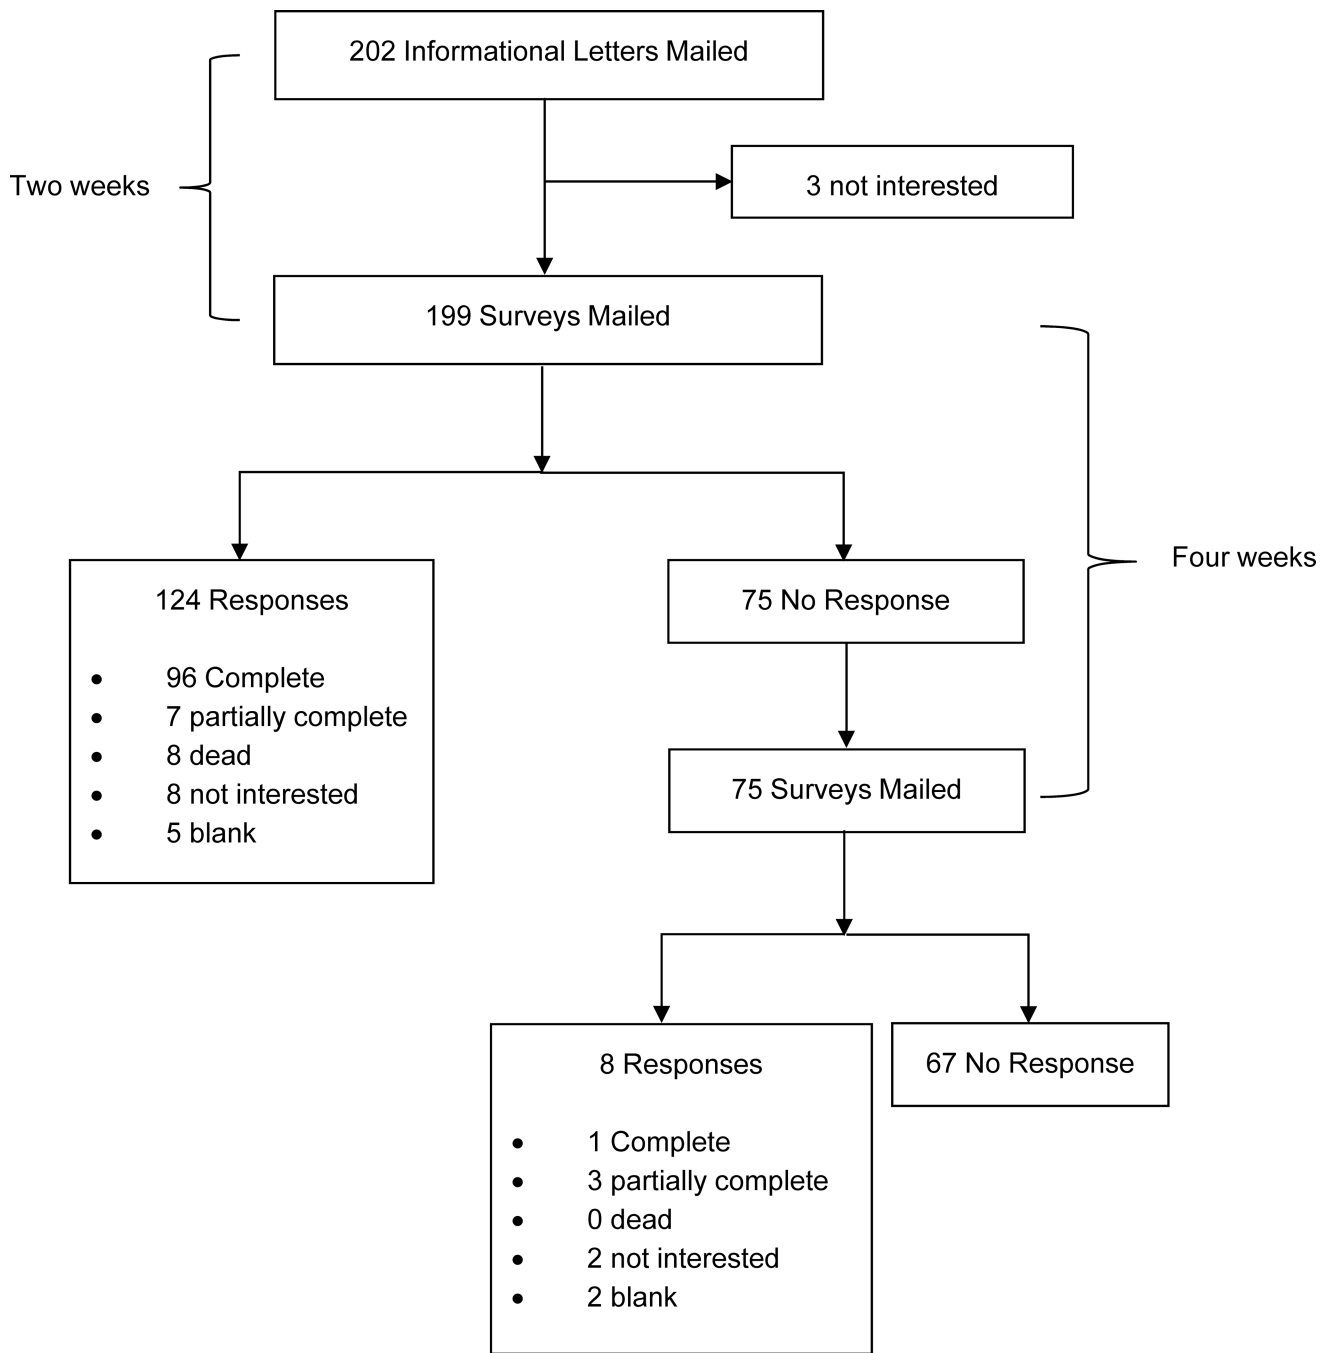 202 Informational Letters Mailed
Two weeks
3 not interested
199 Surveys Mailed
Four weeks
124 Responses
• 96 Complete
• 7 partially complete
• 8 dead
• 8 not interested
• 5 blank
75 No Response
75 Surveys Mailed
8 Responses
• 1 Complete
• 3 partially complete
• 0 dead
• 2 not interested
• 2 blank
67 No Response